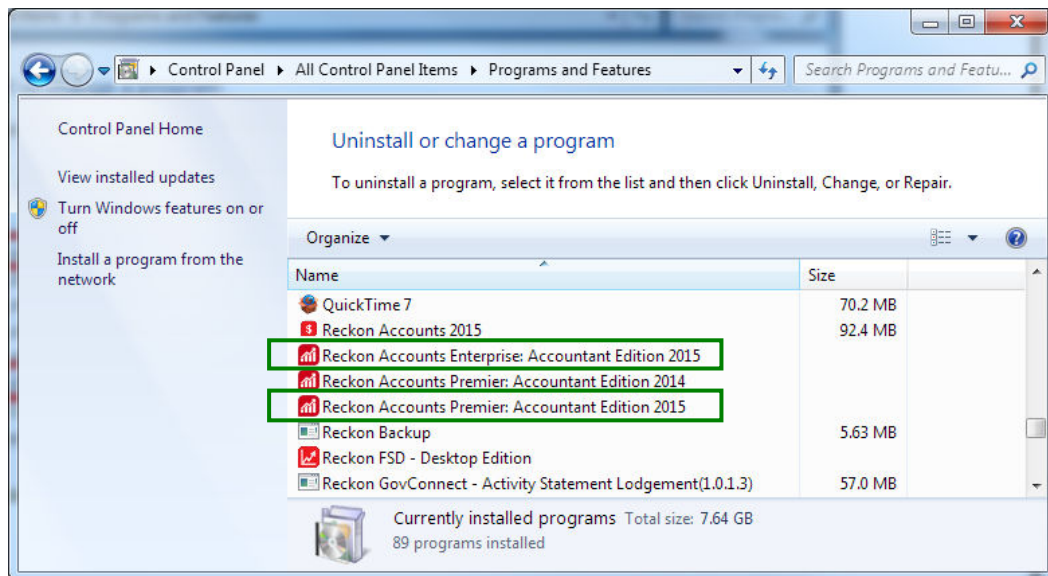 Control Panel All Control Panel Items Programs and Features Search Programs and Featu...
Control Panel Home
View installed updates
Turn Windows features on or
off
Install a program from the
network
Uninstall or change a program
To uninstall a program, select it from the list and then click Uninstall, Change, or Repair.
Organize
Name Size
QuickTime 7 70.2 MB
Reckon Accounts 2015 92.4 MB
Reckon Accounts Enterprise: Accountant Edition 2015
Reckon Accounts Premier: Accountant Edition 2014
Reckon Accounts Premier: Accountant Edition 2015
Reckon Backup 5.63 MB
Reckon FSD - Desktop Edition
Reckon GovConnect - Activity Statement Lodgement(1.0.1.3) 57.0 MB
Currently installed programs Total size: 7.64 GB
89 programs installed